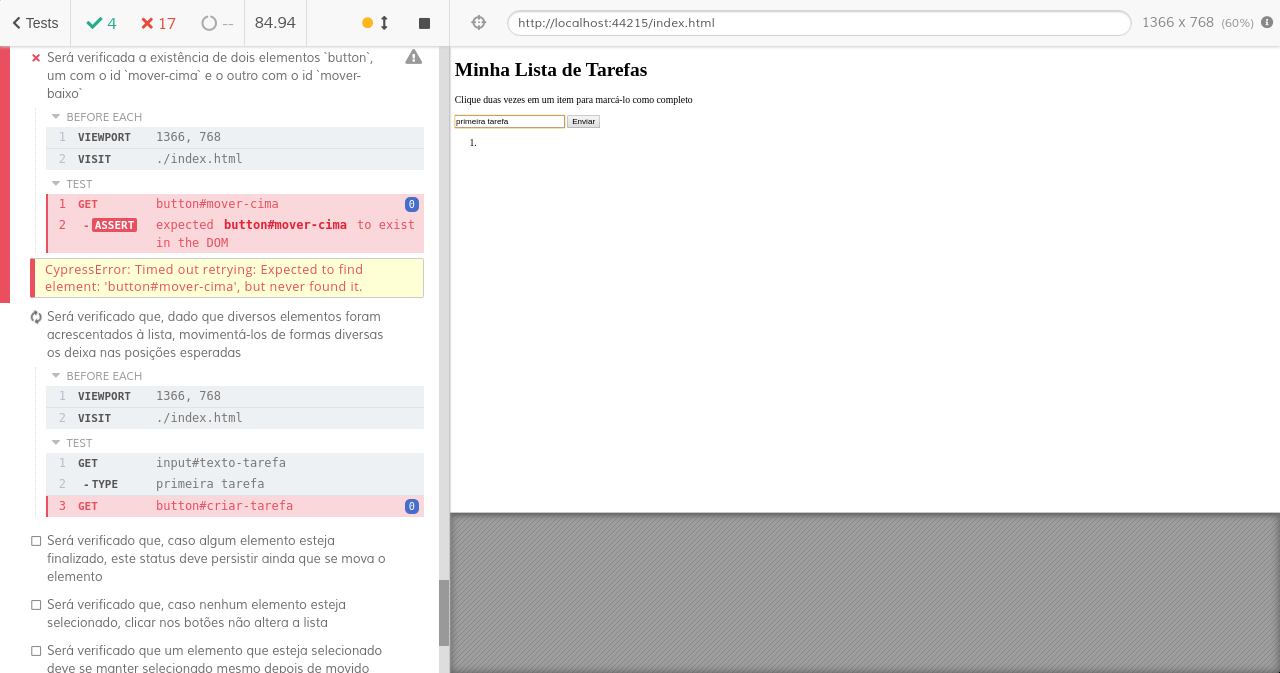 Tests 4 17 -- 84.94
http://localhost:44215/index.html 1366 x 768 (60%)
Será verificada a existência de dois elementos `button`,
um com o id `mover-cima` e o outro com o id `mover-
baixo`
BEFORE EACH
1 VIEWPORT 1366, 768
2 VISIT ./index.html
TEST
1 GET button#mover-cima 0
2 -ASSERT expected button#mover-cima to exist
in the DOM
CypressError: Timed out retrying: Expected to find
element: 'button#mover-cima', but never found it.
Será verificado que, dado que diversos elementos foram
acrescentados à lista, movimentá-los de formas diversas
os deixa nas posições esperadas
BEFORE EACH
1 VIEWPORT 1366, 768
2 VISIT ./index.html
TEST
1 GET input#texto-tarefa
2 -TYPE primeira tarefa
3 GET button#criar-tarefa 0
Será verificado que, caso algum elemento esteja
finalizado, este status deve persistir ainda que se mova o
elemento
Será verificado que, caso nenhum elemento esteja
selecionado, clicar nos botões não altera a lista
Será verificado que um elemento que esteja selecionado
deve se manter selecionado mesmo depois de movido
Minha Lista de Tarefas
Clique duas vezes em um item para marcá-lo como completo
primeira tarefa Enviar
1.